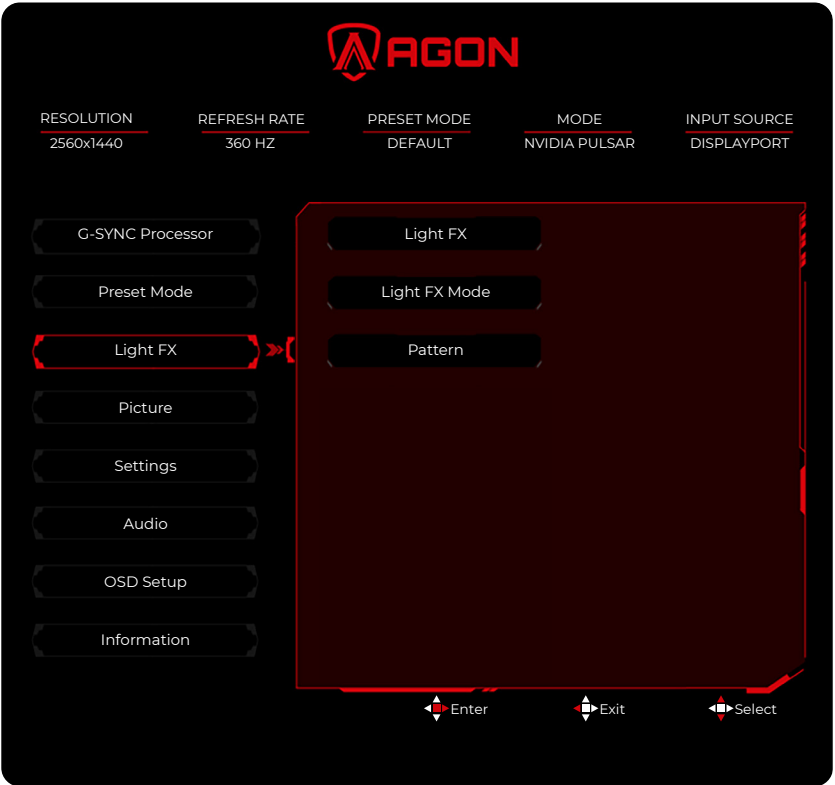 AGON
RESOLUTION REFRESH RATE PRESET MODE MODE INPUT SOURCE
2560x1440 360 HZ DEFAULT NVIDIA PULSAR DISPLAYPORT
G-SYNC Processor Light FX
Preset Mode Light FX Mode
Light FX Pattern
Picture
Settings
Audio
OSD Setup
Information
Enter Exit Select